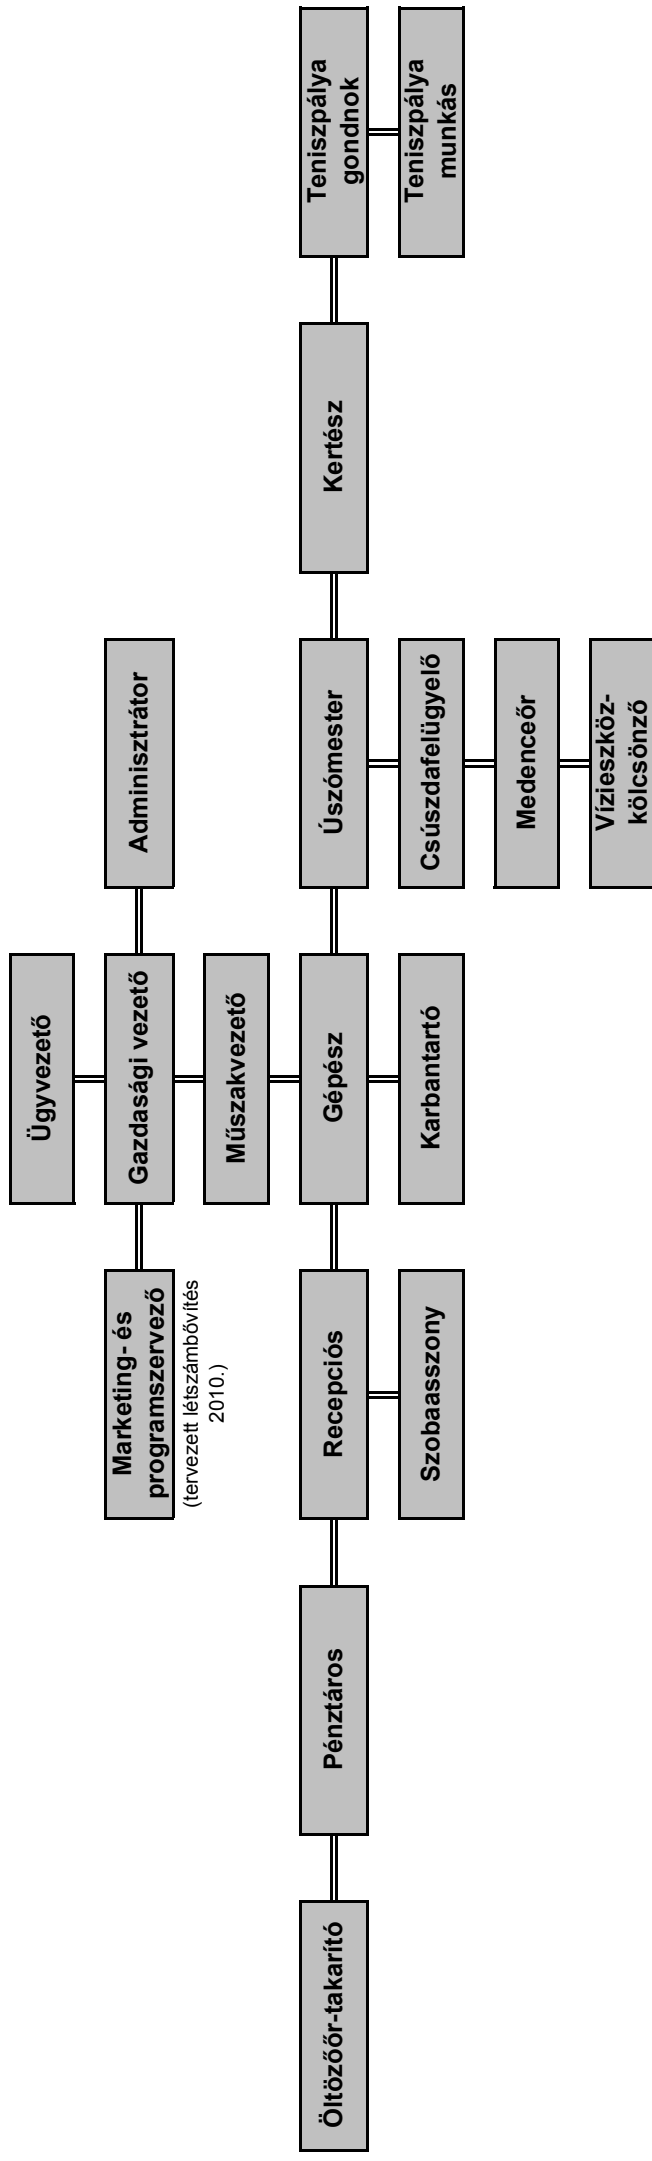 Ügyvezető
Marketing- és
programszervező
(tervezett létszámbővítés
2010.)
Gazdasági vezető
Adminisztrátor
Műszakvezető
Öltözőőr-takarító
Pénztáros
Recepciós
Gépész
Úszómester
Kertész
Teniszpálya
gondnok
Szobaasszony
Karbantartó
Csúszdafelügyelő
Teniszpálya
munkás
Medenceőr
Vízieszköz-
kölcsönző